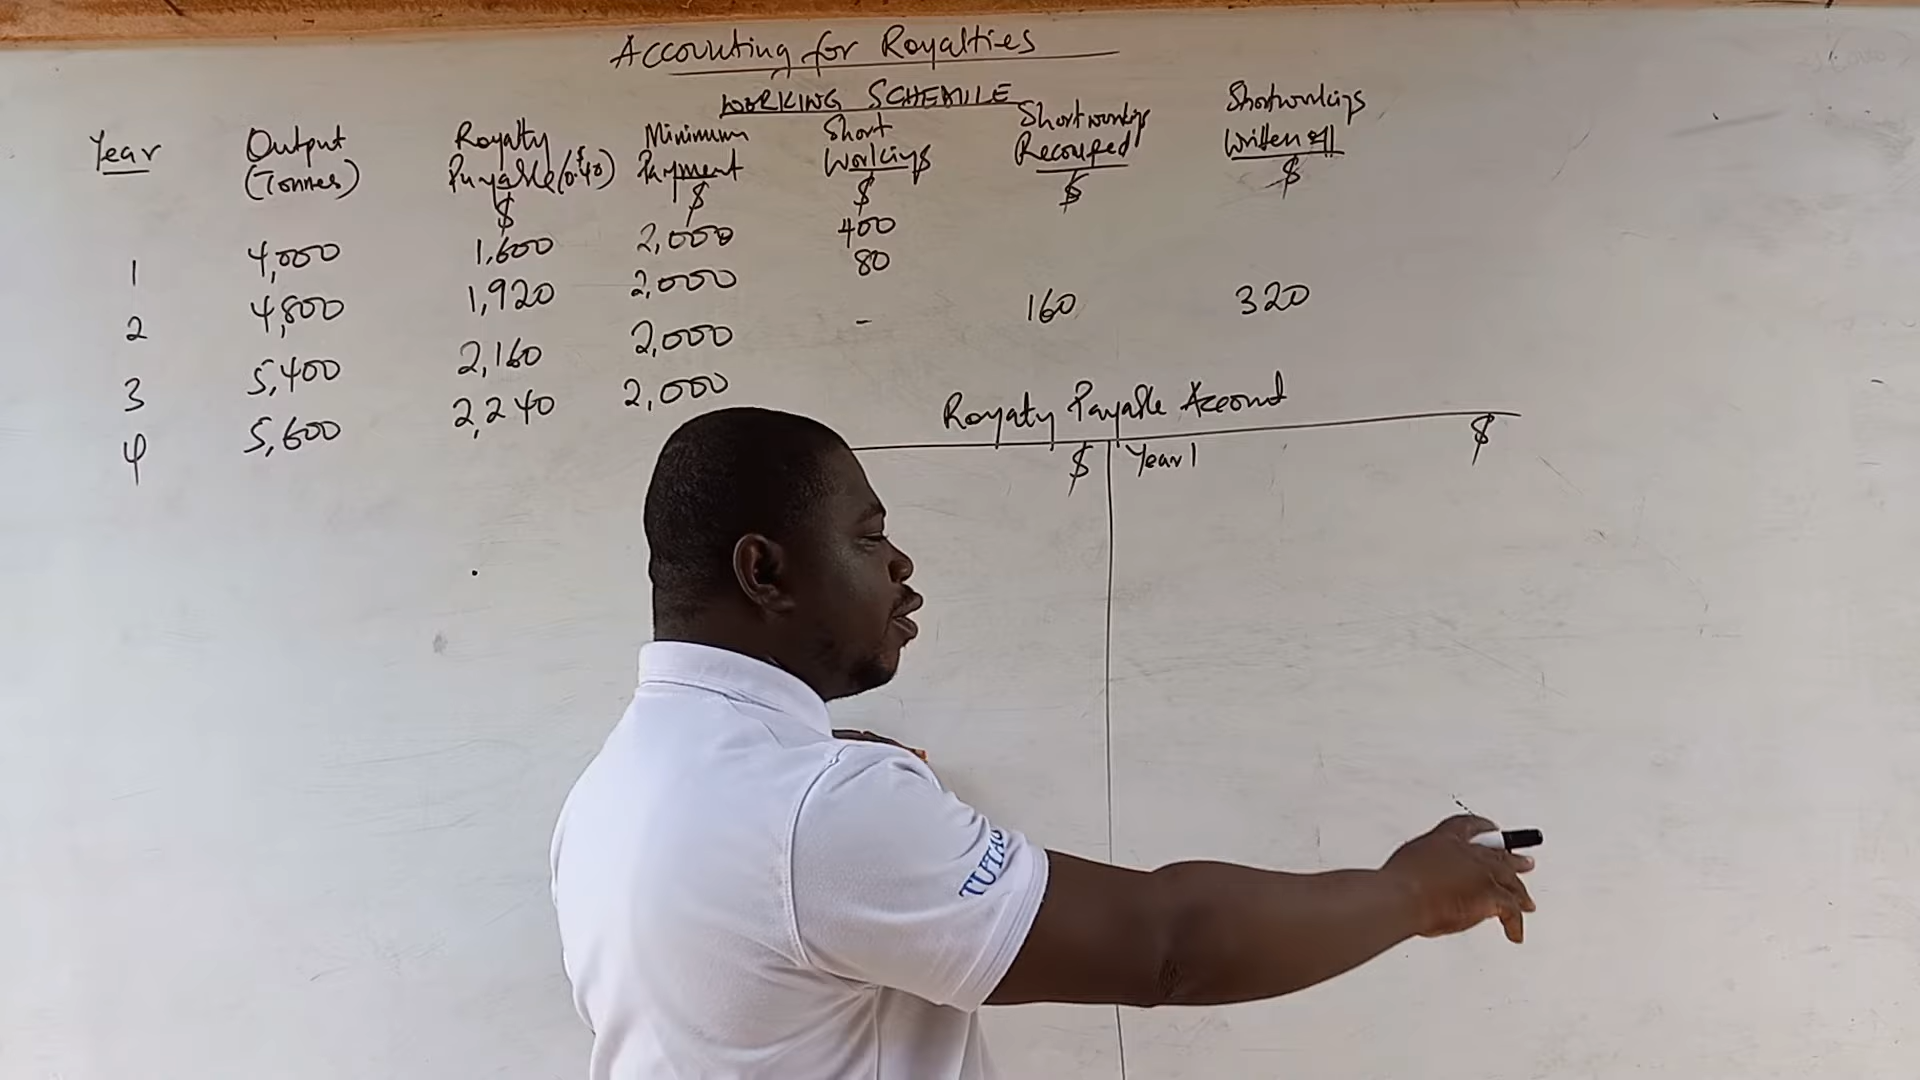 Accounting for Royalties
WORKING SCHEDULE
Year Output (Tonnes) Royalty Payable ($0.40) Minimum Payment Short Workings Shortworkings Recouped Shortworkings Written off
$ $ $ $ $
1 4,000 1,600 2,000 400
2 4,800 1,920 2,000 80
3 5,400 2,160 2,000 - 160 320
4 5,600 2,240 2,000
Royalty Payable Account
$ Year 1 $
TUTA